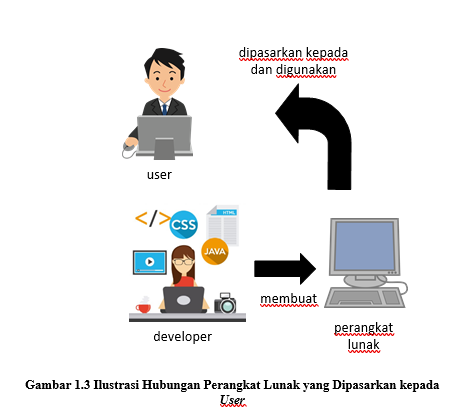 dipasarkan kepada
dan digunakan
user
</>
CSS
HTML
JAVA
membuat
developer
perangkat
lunak
Gambar 1.3 Ilustrasi Hubungan Perangkat Lunak yang Dipasarkan kepada
User